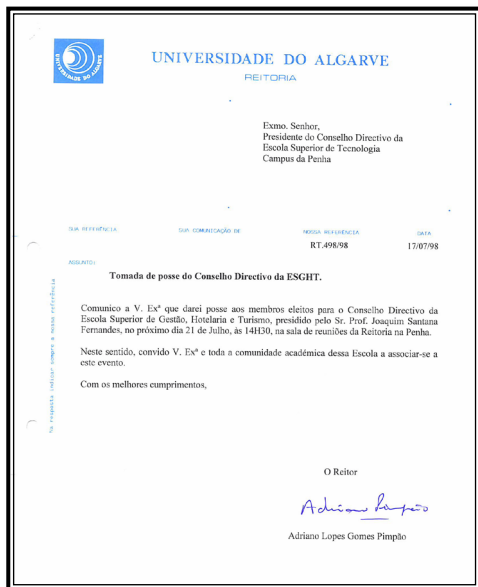 UNIVERSIDADE DO ALGARVE
UNIVERSIDADE DO ALGARVE
REITORIA
Exmo. Senhor,
Presidente do Conselho Directivo da
Escola Superior de Tecnologia
Campus da Penha
SUA REFERÊNCIA
SUA COMUNICAÇÃO DE
NOSSA REFERÊNCIA
DATA
RT.498/98
17/07/98
ASSUNTO:
Tomada de posse do Conselho Directivo da ESGHT.
Comunico a V. Exª que darei posse aos membros eleitos para o Conselho Directivo da
Escola Superior de Gestão, Hotelaria e Turismo, presidido pelo Sr. Prof. Joaquim Santana
Fernandes, no próximo dia 21 de Julho, às 14H30, na sala de reuniões da Reitoria na Penha.
Neste sentido, convido V. Exª e toda a comunidade académica dessa Escola a associar-se a
este evento.
Com os melhores cumprimentos,
Na resposta indicar sempre a nossa referência
O Reitor
Adriano Pimpão
Adriano Lopes Gomes Pimpão